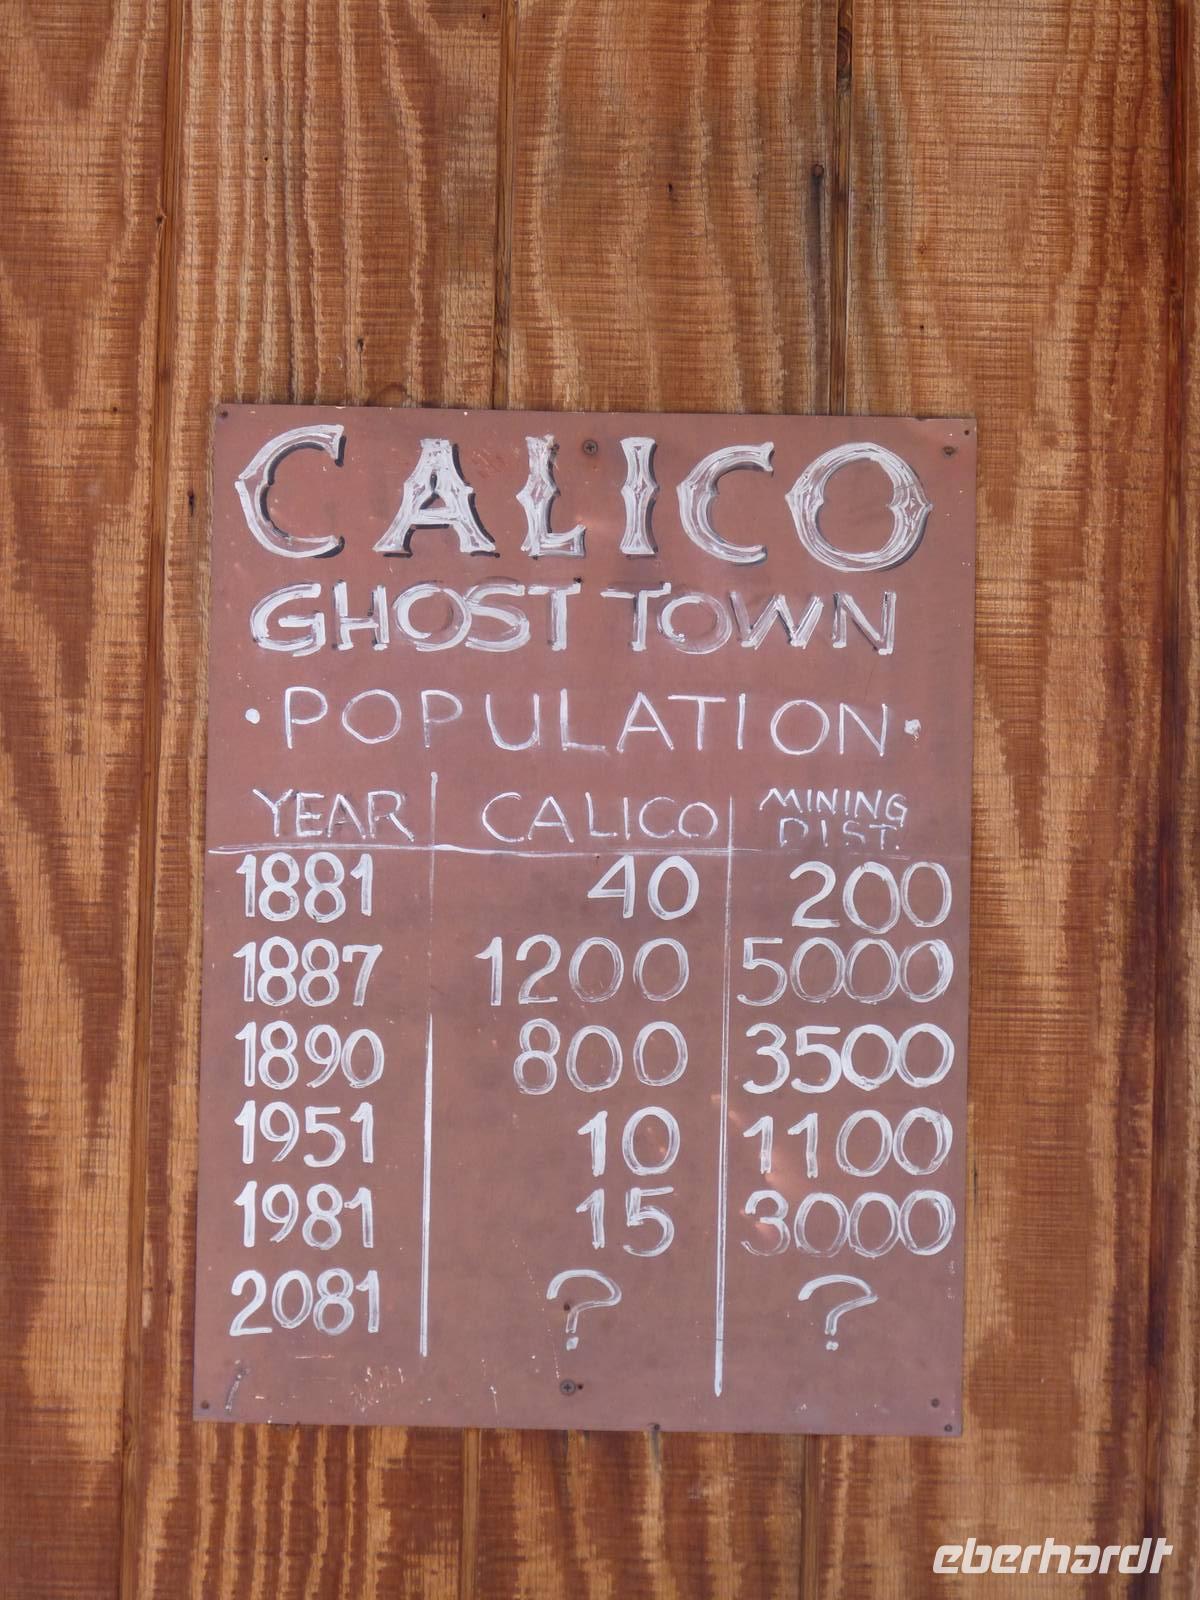 CALICO
GHOST TOWN
·POPULATION·
YEAR CALICO MINING DIST.
1881 40 200
1887 1200 5000
1890 800 3500
1951 10 1100
1981 15 3000
2081 ? ?
eberhardt